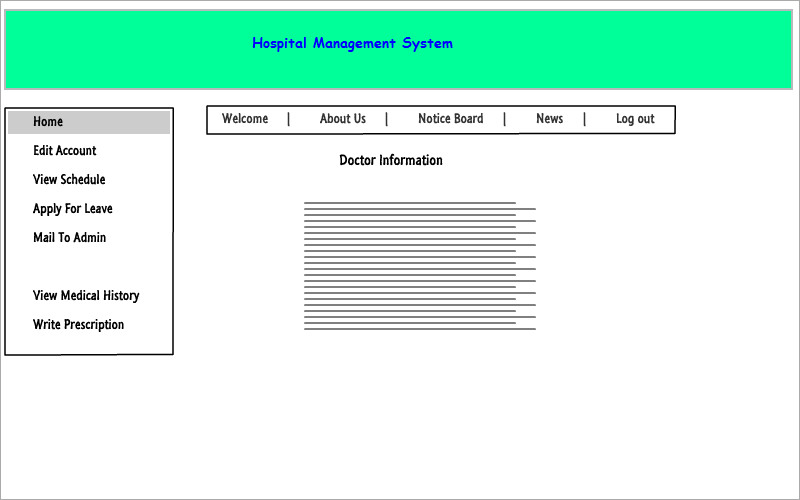 Hospital Management System
Welcome | About Us | Notice Board | News | Log out
Home
Edit Account
View Schedule
Apply For Leave
Mail To Admin
View Medical History
Write Prescription
Doctor Information